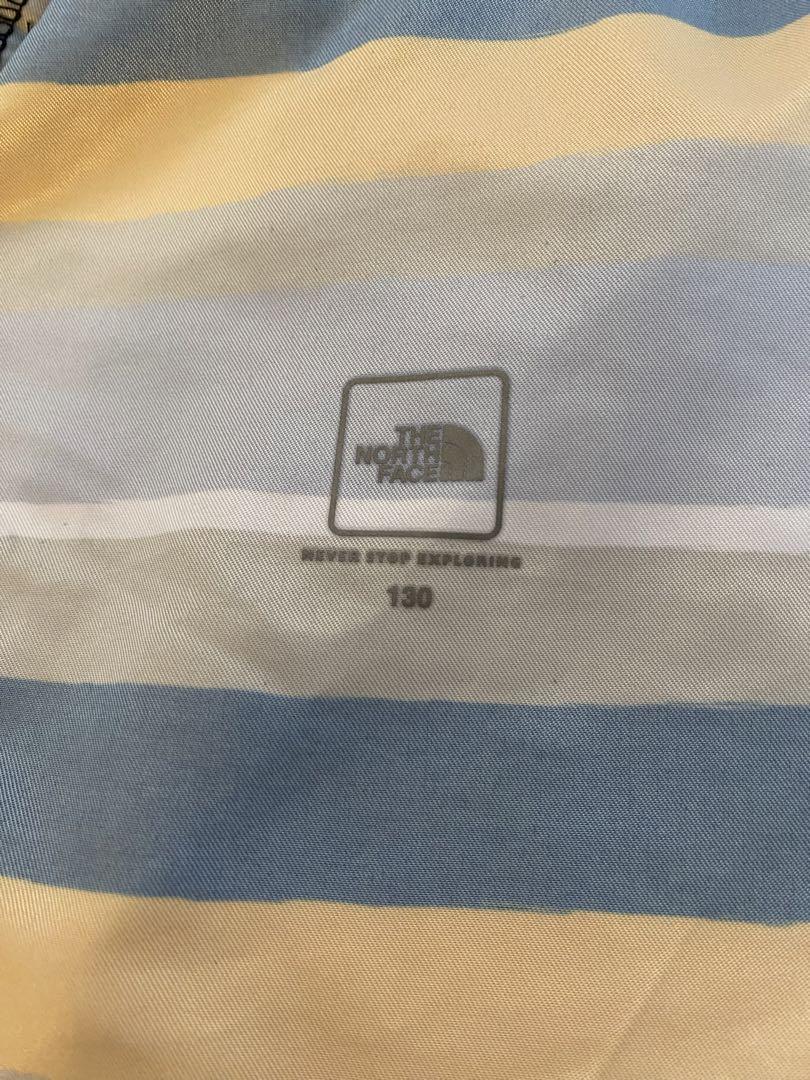 THE
NORTH
FACE
NEVER STOP EXPLORING
130